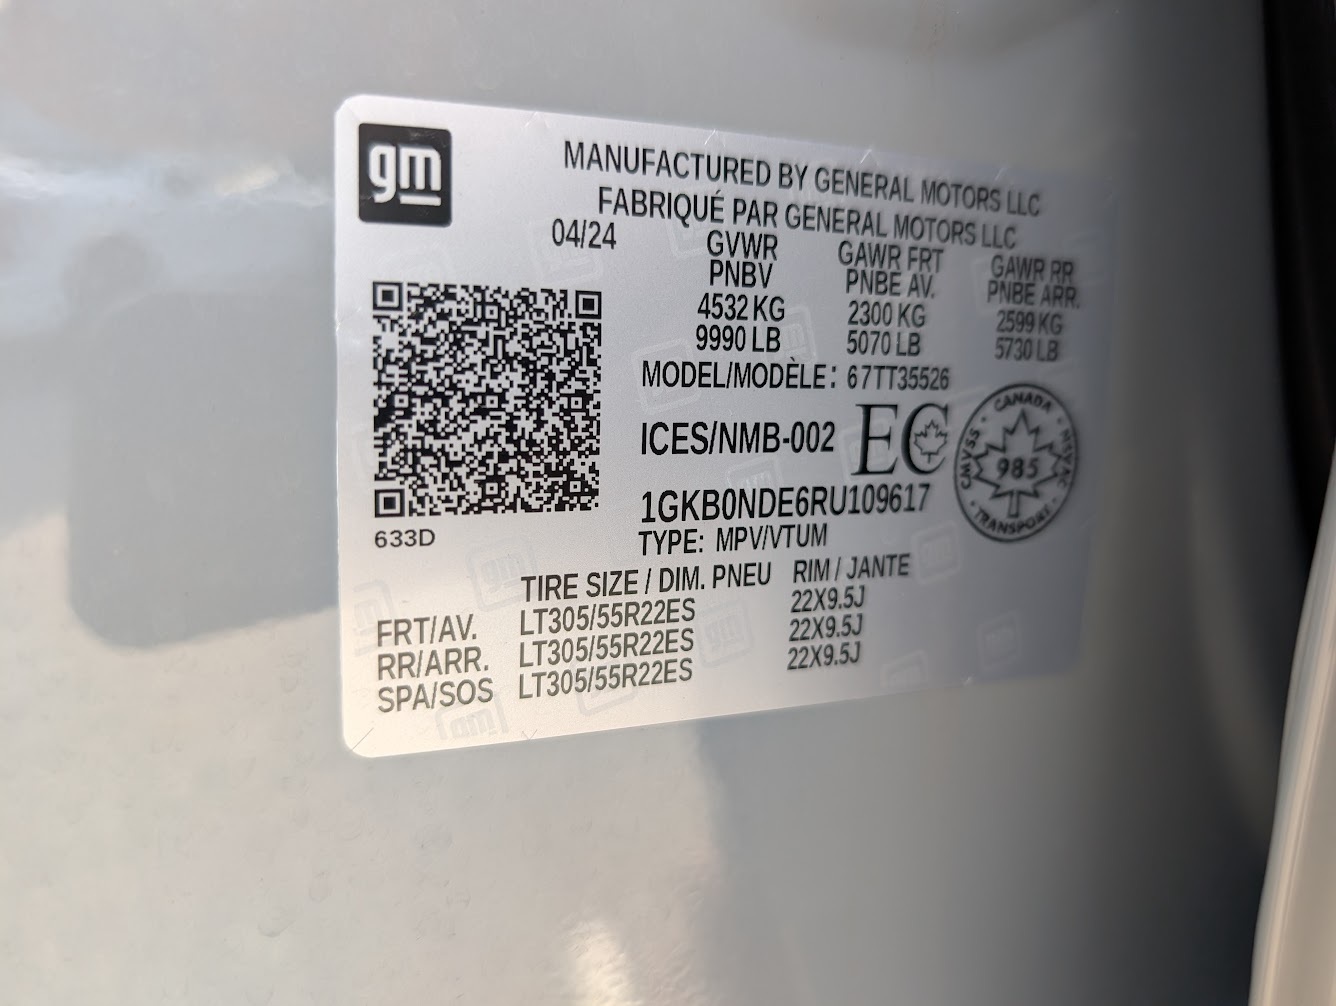 gm
MANUFACTURED BY GENERAL MOTORS LLC
FABRIQUÉ PAR GENERAL MOTORS LLC
04/24 GVWR GAWR FRT GAWR RR
PNBV PNBE AV. PNBE ARR.
4532 KG 2300 KG 2599 KG
9990 LB 5070 LB 5730 LB
MODEL/MODÈLE: 67TT35526
ICES/NMB-002 EC
CANADA
CMVSS 985 NSVAC
TRANSPORT
1GKB0NDE6RU109617
633D TYPE: MPV/VTUM
TIRE SIZE / DIM. PNEU RIM / JANTE
FRT/AV. LT305/55R22ES 22X9.5J
RR/ARR. LT305/55R22ES 22X9.5J
SPA/SOS LT305/55R22ES 22X9.5J